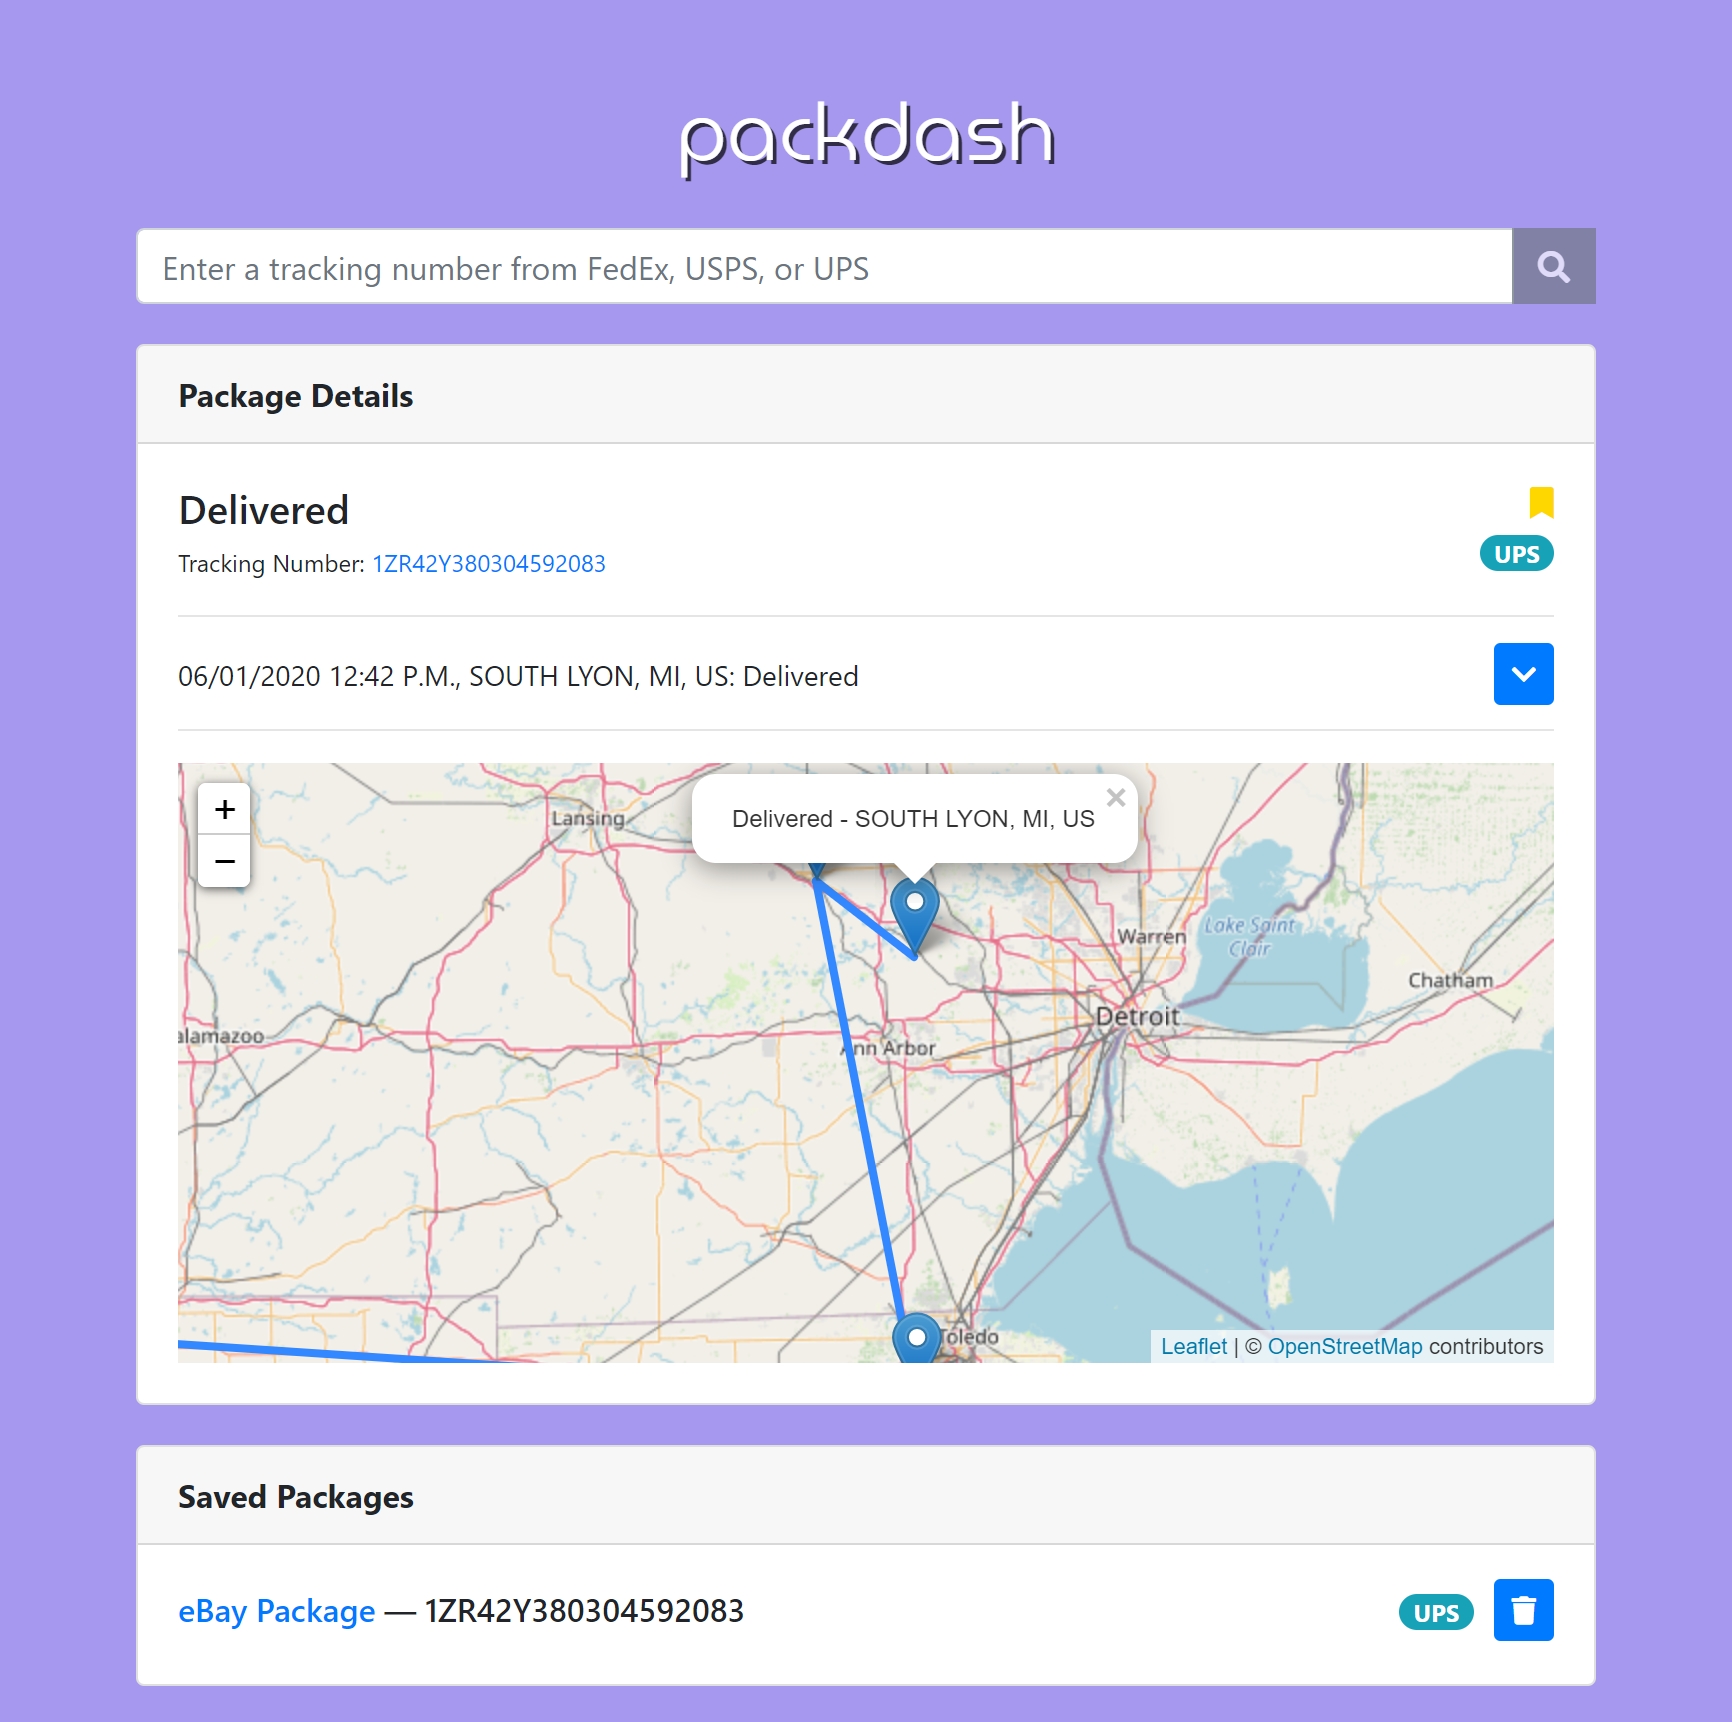 packdash
Enter a tracking number from FedEx, USPS, or UPS
Package Details
Delivered
Tracking Number: 1ZR42Y380304592083
UPS
06/01/2020 12:42 P.M., SOUTH LYON, MI, US: Delivered
+
−
Delivered - SOUTH LYON, MI, US ×
Lansing
Warren
Lake Saint
Clair
Chatham
Detroit
alamazoo
Ann Arbor
Toledo
Leaflet | © OpenStreetMap contributors
Saved Packages
eBay Package — 1ZR42Y380304592083
UPS